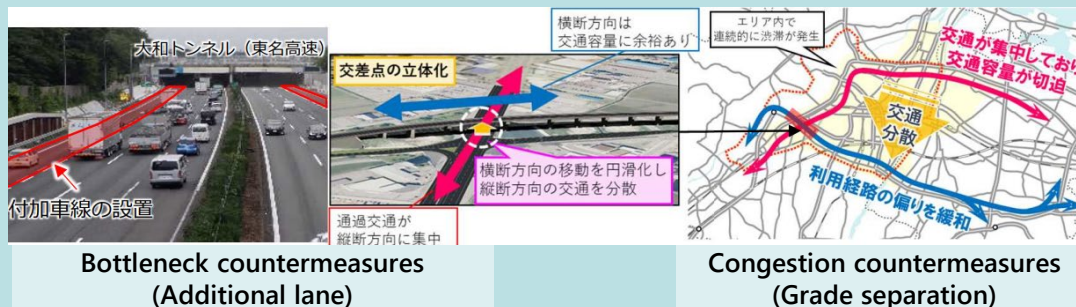 大和トンネル（東名高速）
付加車線の設置
交差点の立体化
横断方向は
交通容量に余裕あり
横断方向の移動を円滑化し
縦断方向の交通を分散
通過交通が
縦断方向に集中
エリア内で
連続的に渋滞が発生
交通が集中しており
交通容量が切迫
交通
分散
利用経路の偏りを緩和
Bottleneck countermeasures
(Additional lane)
Congestion countermeasures
(Grade separation)